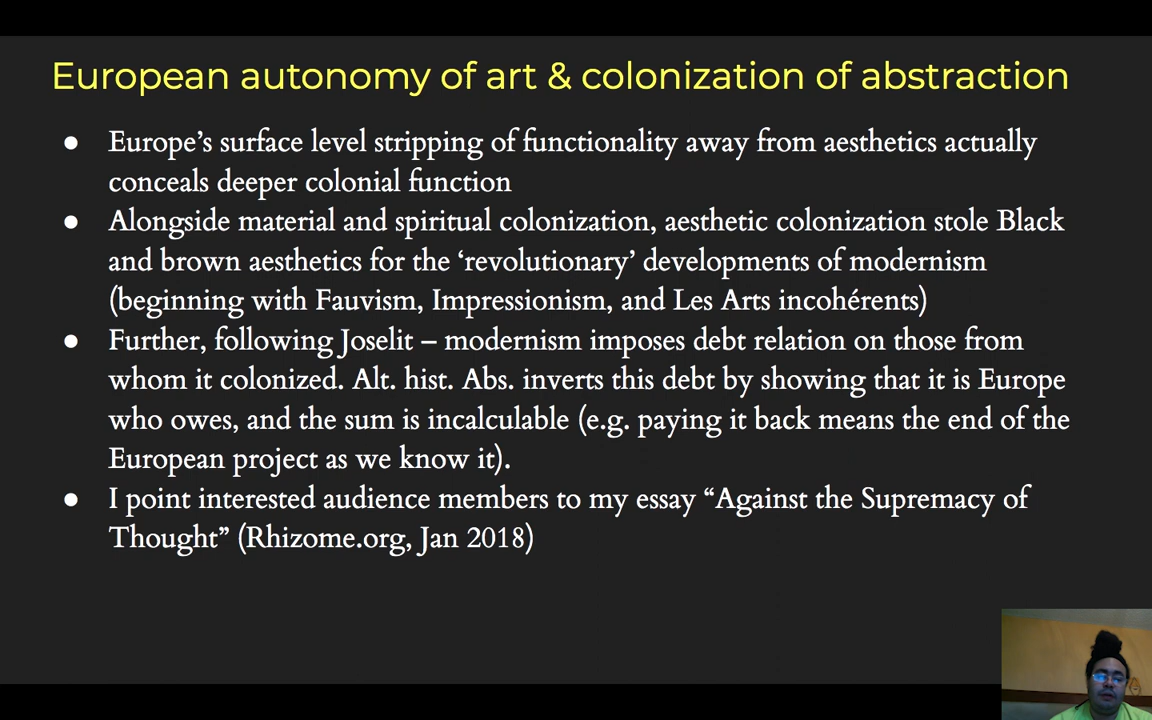 European autonomy of art & colonization of abstraction
● Europe’s surface level stripping of functionality away from aesthetics actually
conceals deeper colonial function
● Alongside material and spiritual colonization, aesthetic colonization stole Black
and brown aesthetics for the ‘revolutionary’ developments of modernism
(beginning with Fauvism, Impressionism, and Les Arts incohérents)
● Further, following Joselit – modernism imposes debt relation on those from
whom it colonized. Alt. hist. Abs. inverts this debt by showing that it is Europe
who owes, and the sum is incalculable (e.g. paying it back means the end of the
European project as we know it).
● I point interested audience members to my essay “Against the Supremacy of
Thought” (Rhizome.org, Jan 2018)